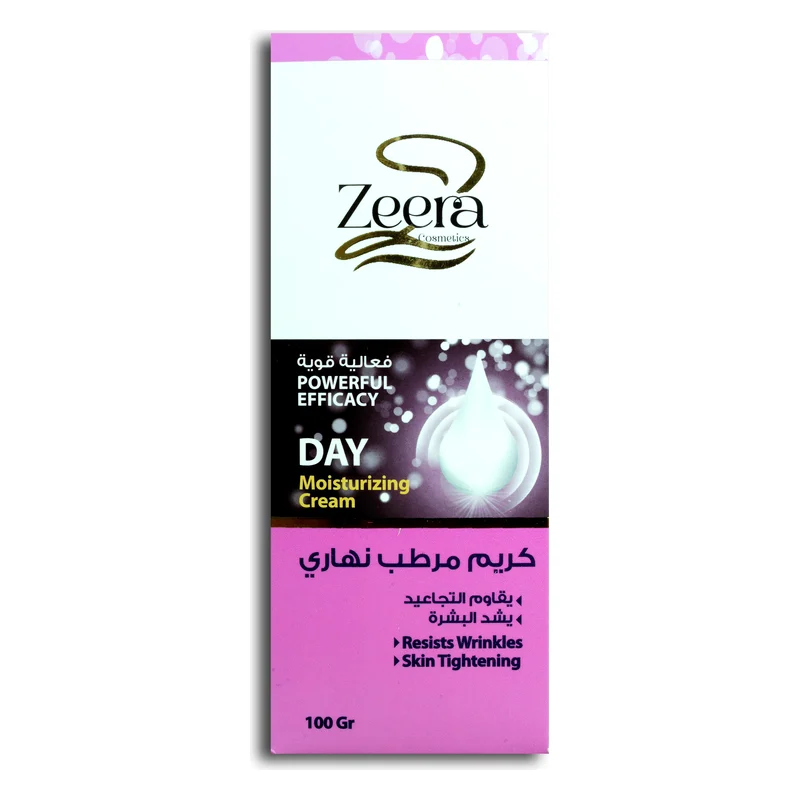 Zeera
Cosmetics
فعالية قوية
POWERFUL
EFFICACY
DAY
Moisturizing
Cream
كريم مرطب نهاري
يقاوم التجاعيد
يشد البشرة
Resists Wrinkles
Skin Tightening
100 Gr